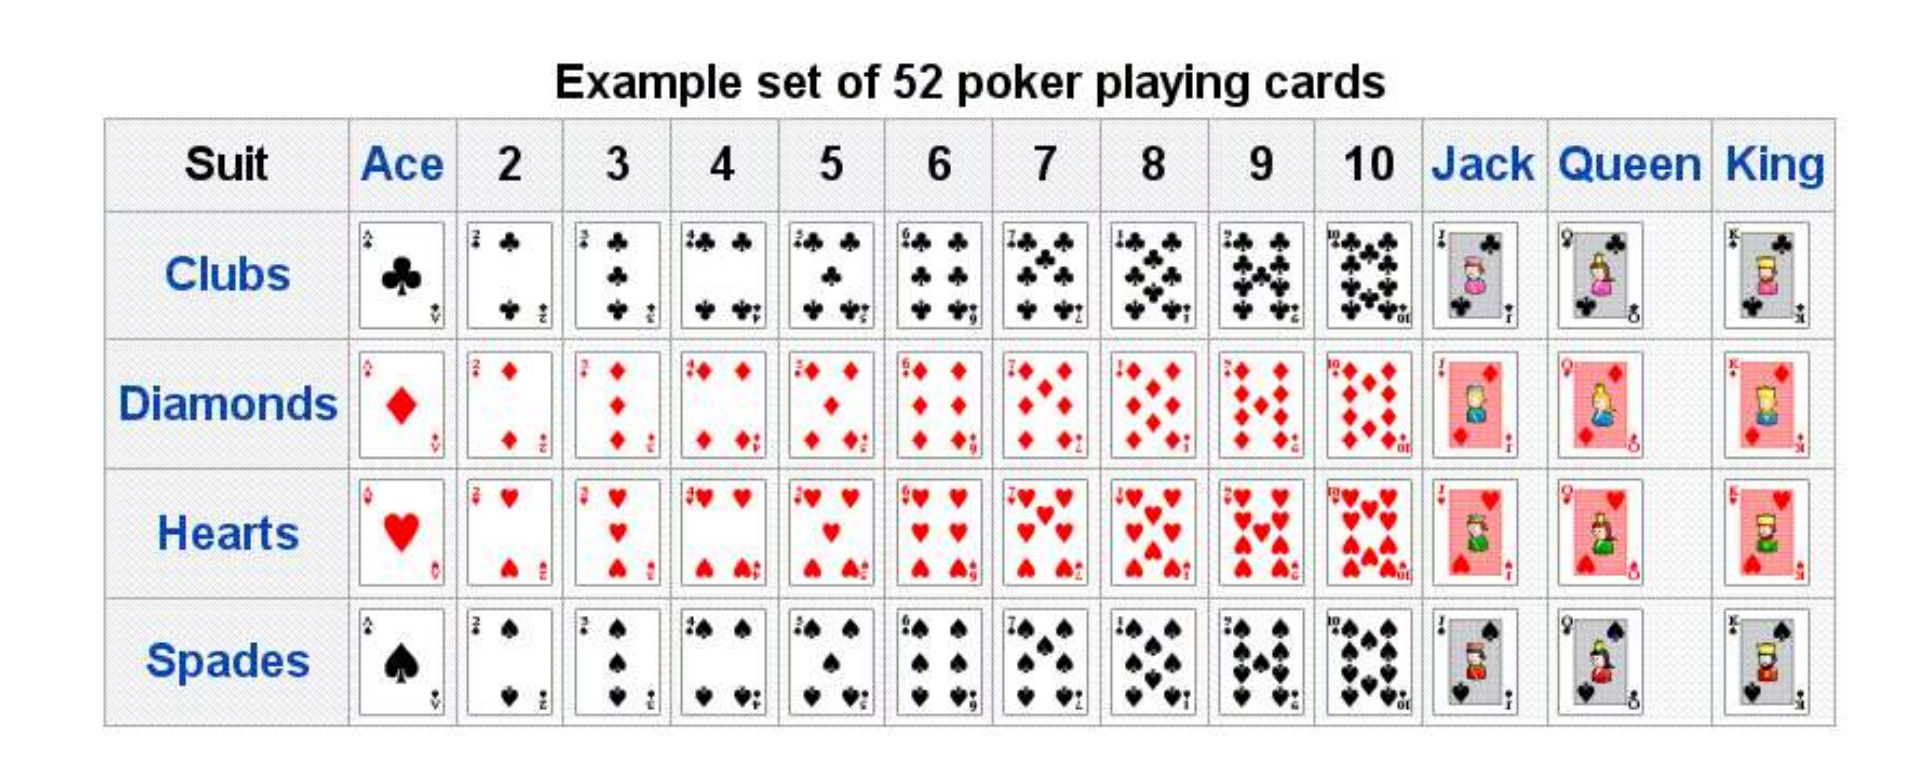 Example set of 52 poker playing cards
Suit Ace 2 3 4 5 6 7 8 9 10 Jack Queen King
Clubs
Diamonds
Hearts
Spades